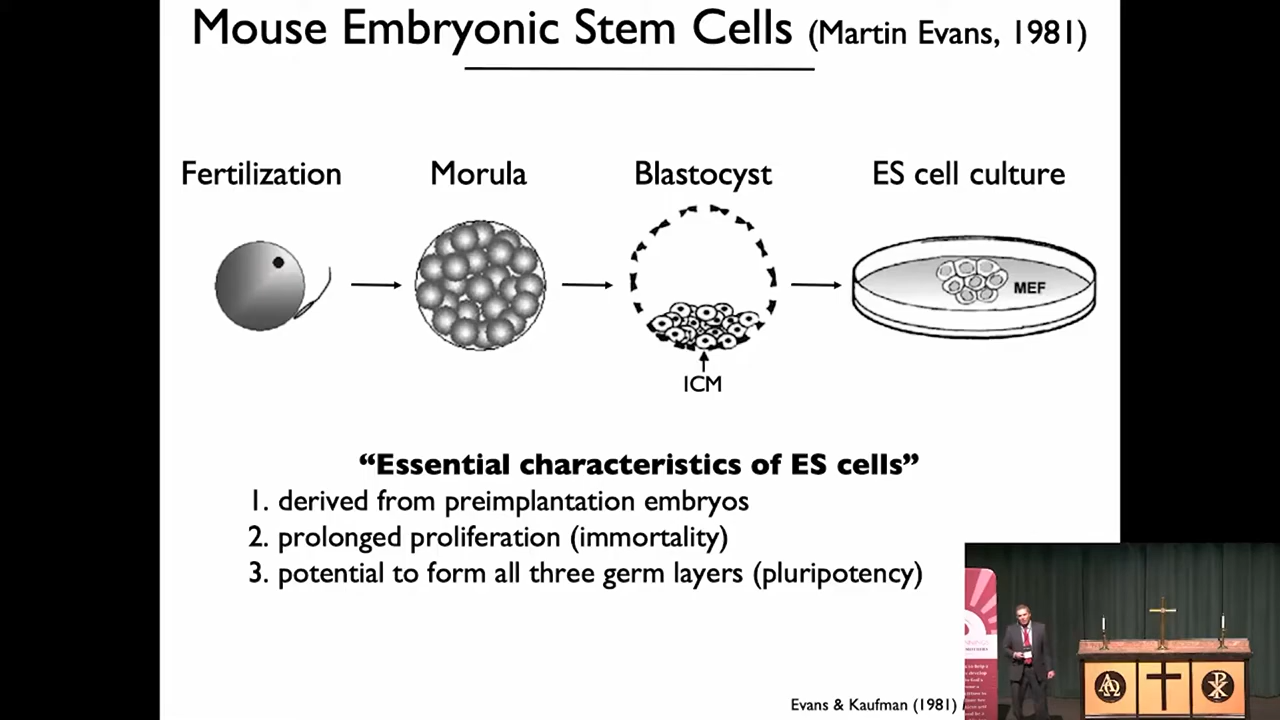 Mouse Embryonic Stem Cells (Martin Evans, 1981)
Fertilization
Morula
Blastocyst
ES cell culture
MEF
ICM
“Essential characteristics of ES cells”
1. derived from preimplantation embryos
2. prolonged proliferation (immortality)
3. potential to form all three germ layers (pluripotency)
Evans & Kaufman (1981)